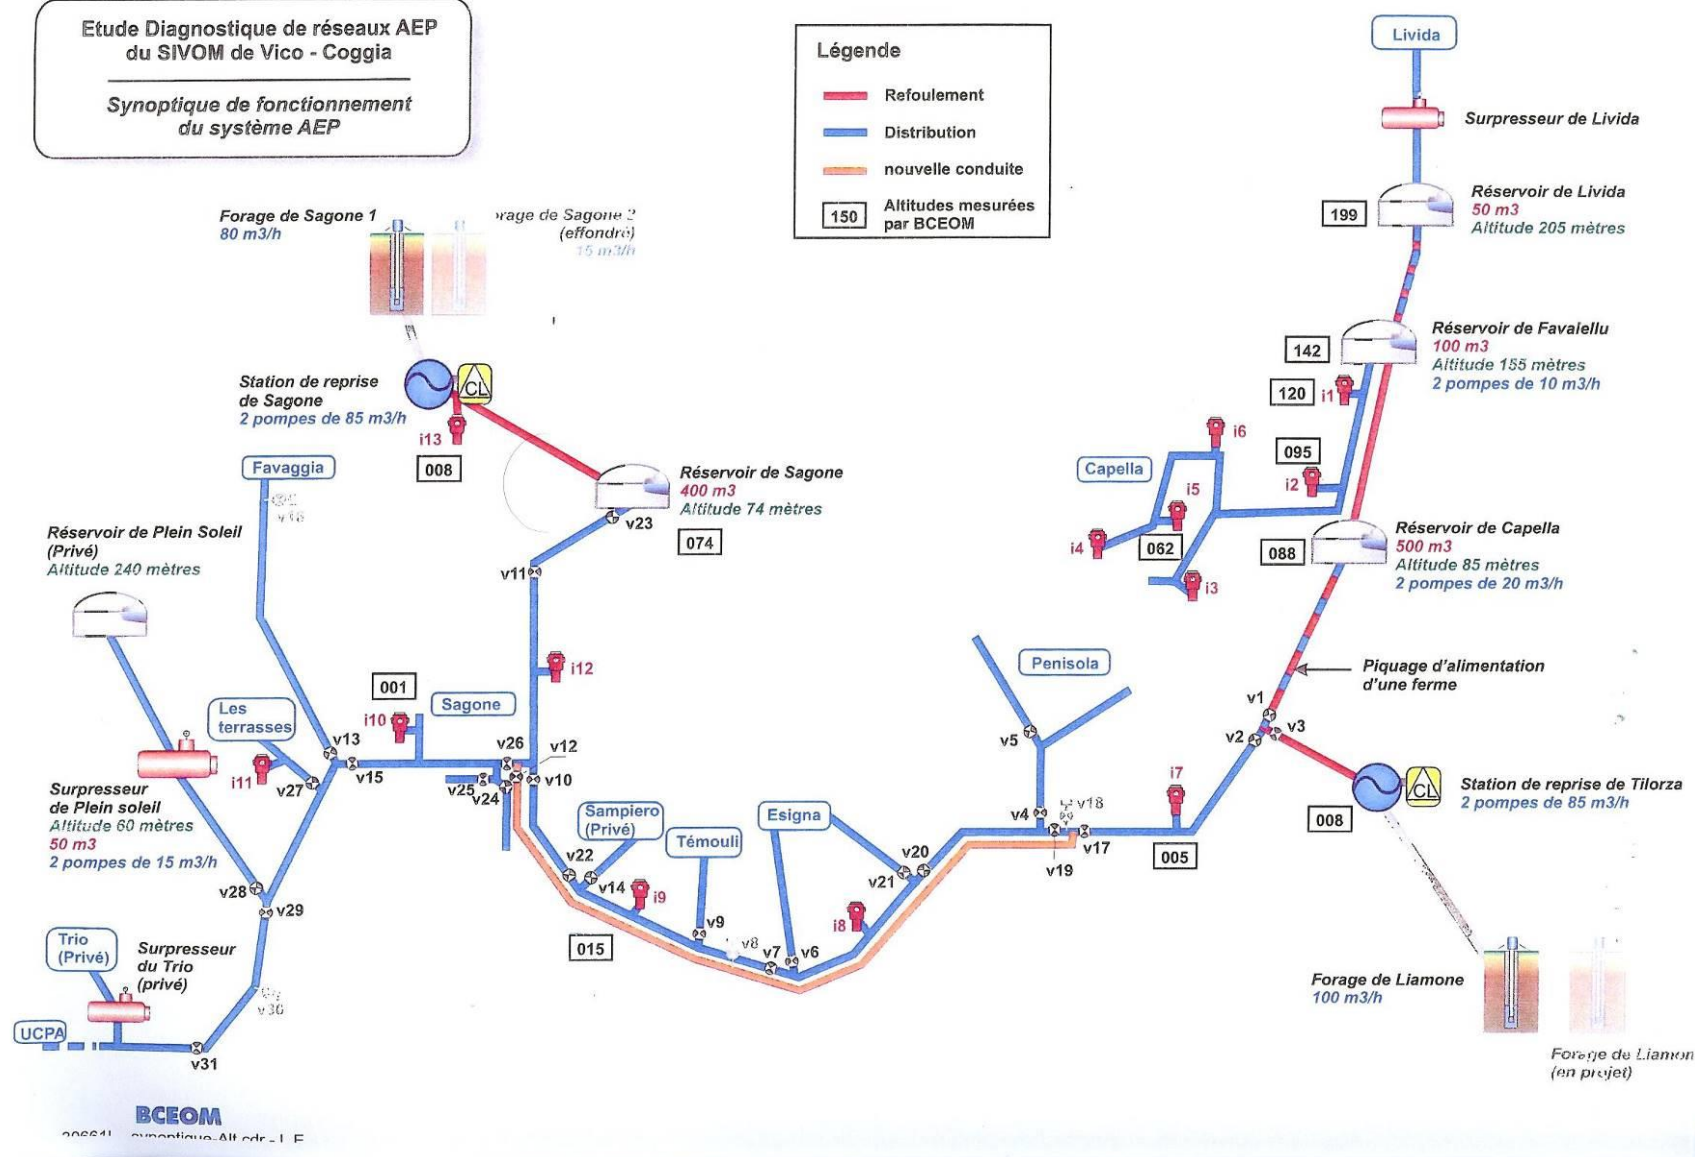 Etude Diagnostique de réseaux AEP
du SIVOM de Vico - Coggia
Synoptique de fonctionnement
du système AEP
Légende
Refoulement
Distribution
nouvelle conduite
150
Altitudes mesurées
par BCEOM
Livida
Surpresseur de Livida
199
Réservoir de Livida
50 m3
Altitude 205 mètres
Forage de Sagone 1
80 m3/h
orage de Sagone 2
(effondré)
15 m3/h
142
Réservoir de Favalellu
100 m3
Altitude 155 mètres
2 pompes de 10 m3/h
120
i1
Station de reprise
de Sagone
2 pompes de 85 m3/h
CL
i13
008
i6
095
i2
Capella
i5
i4
062
i3
Favaggia
v16
Réservoir de Sagone
400 m3
Altitude 74 mètres
v23
074
088
Réservoir de Capella
500 m3
Altitude 85 mètres
2 pompes de 20 m3/h
Réservoir de Plein Soleil
(Privé)
Altitude 240 mètres
v11
i12
Penisola
Piquage d'alimentation
d'une ferme
001
i10
Sagone
Les
terrasses
v13
v15
i11
v27
v26
v12
v25
v24
v10
v5
v1
v2
v3
i7
CL
Station de reprise de Tilorza
2 pompes de 85 m3/h
008
Surpresseur
de Plein soleil
Altitude 60 mètres
50 m3
2 pompes de 15 m3/h
Sampiero
(Privé)
Témouli
Esigna
v4
v18
v17
v19
005
v22
v14
i9
v20
v21
v28
v29
v9
v8
v7
v6
i8
015
Trio
(Privé)
Surpresseur
du Trio
(privé)
v30
UCPA
v31
Forage de Liamone
100 m3/h
Forage de Liamon
(en projet)
BCEOM